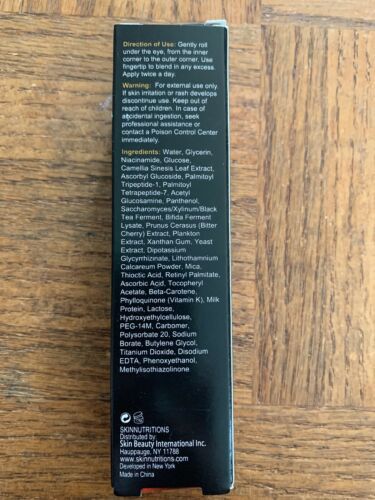 Direction of Use: Gently roll
under the eye, from the inner
corner to the outer corner. Use
fingertip to blend in any excess.
Apply twice a day.
Warning: For external use only.
If skin irritation or rash develops
discontinue use. Keep out of
reach of children. In case of
accidental ingestion, seek
professional assistance or
contact a Poison Control Center
immediately.
Ingredients: Water, Glycerin,
Niacinamide, Glucose,
Camellia Sinesis Leaf Extract,
Ascorbyl Glucoside, Palmitoyl
Tripeptide-1, Palmitoyl
Tetrapeptide-7, Acetyl
Glucosamine, Panthenol,
Saccharomyces/Xylinum/Black
Tea Ferment, Bifida Ferment
Lysate, Prunus Cerasus (Bitter
Cherry) Extract, Plankton
Extract, Xanthan Gum, Yeast
Extract, Dipotassium
Glycyrrhizinate, Lithothamnium
Calcareum Powder, Mica,
Thioctic Acid, Retinyl Palmitate,
Ascorbic Acid, Tocopheryl
Acetate, Beta-Carotene,
Phylloquinone (Vitamin K), Milk
Protein, Lactose,
Hydroxyethylcellulose,
PEG-14M, Carbomer,
Polysorbate 20, Sodium
Borate, Butylene Glycol,
Titanium Dioxide, Disodium
EDTA, Phenoxyethanol,
Methylisothiazolinone
SKINNUTRITIONS
Distributed by:
Skin Beauty International Inc.
Hauppauge, NY 11788
www.skinnutritions.com
Developed in New York
Made in China